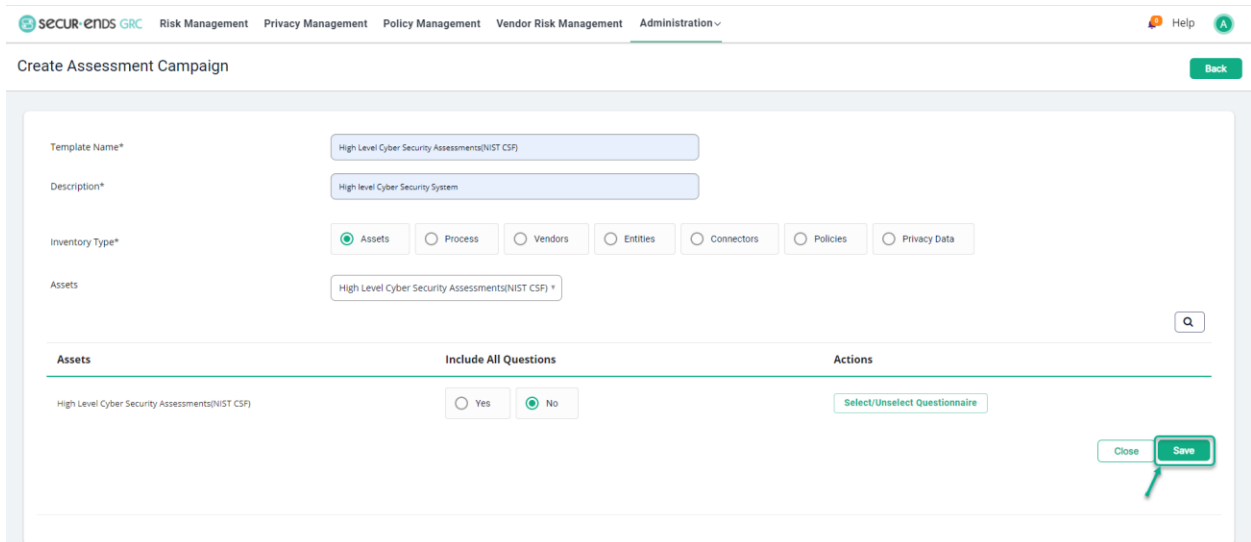 SECUR·ENDS GRC Risk Management Privacy Management Policy Management Vendor Risk Management Administration Help A
Create Assessment Campaign Back
Template Name* High Level Cyber Security Assessments(NIST CSF)
Description* High level Cyber Security System
Inventory Type* Assets Process Vendors Entities Connectors Policies Privacy Data
Assets High Level Cyber Security Assessments(NIST CSF)
Assets Include All Questions Actions
High Level Cyber Security Assessments(NIST CSF) Yes No Select/Unselect Questionnaire
Close Save